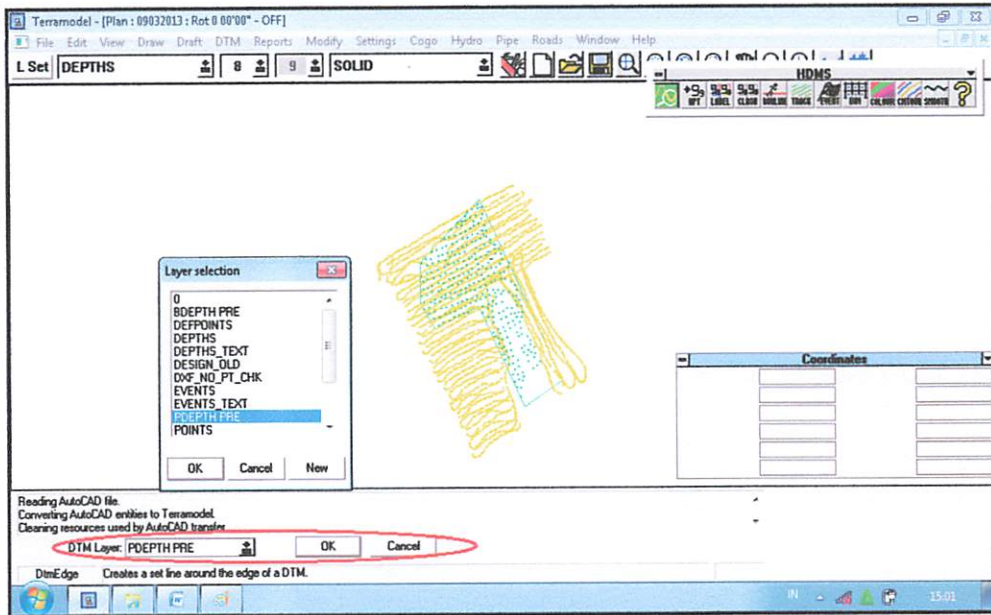 Terramodel - [Plan : 09032013 : Rot 0 00'00" - OFF]
File Edit View Draw Draft DTM Reports Modify Settings Cogo Hydro Pipe Roads Window Help
L Set DEPTHS 8 9 SOLID
HDMS
LABEL TRACK EVENT COLOUR CONTOUR SMOOTH
Layer selection
0
BDEPTH PRE
DEFPOINTS
DEPTHS
DEPTHS_TEXT
DESIGN_OLD
DXF_NO_PT_CHK
EVENTS
EVENTS_TEXT
PDEPTH PRE
POINTS
OK Cancel New
Coordinates
Reading AutoCAD file.
Converting AutoCAD entities to Terramodel.
Cleaning resources used by AutoCAD transfer
DTM Layer: PDEPTH PRE OK Cancel
DtmEdge Creates a set line around the edge of a DTM.
IN 15:01